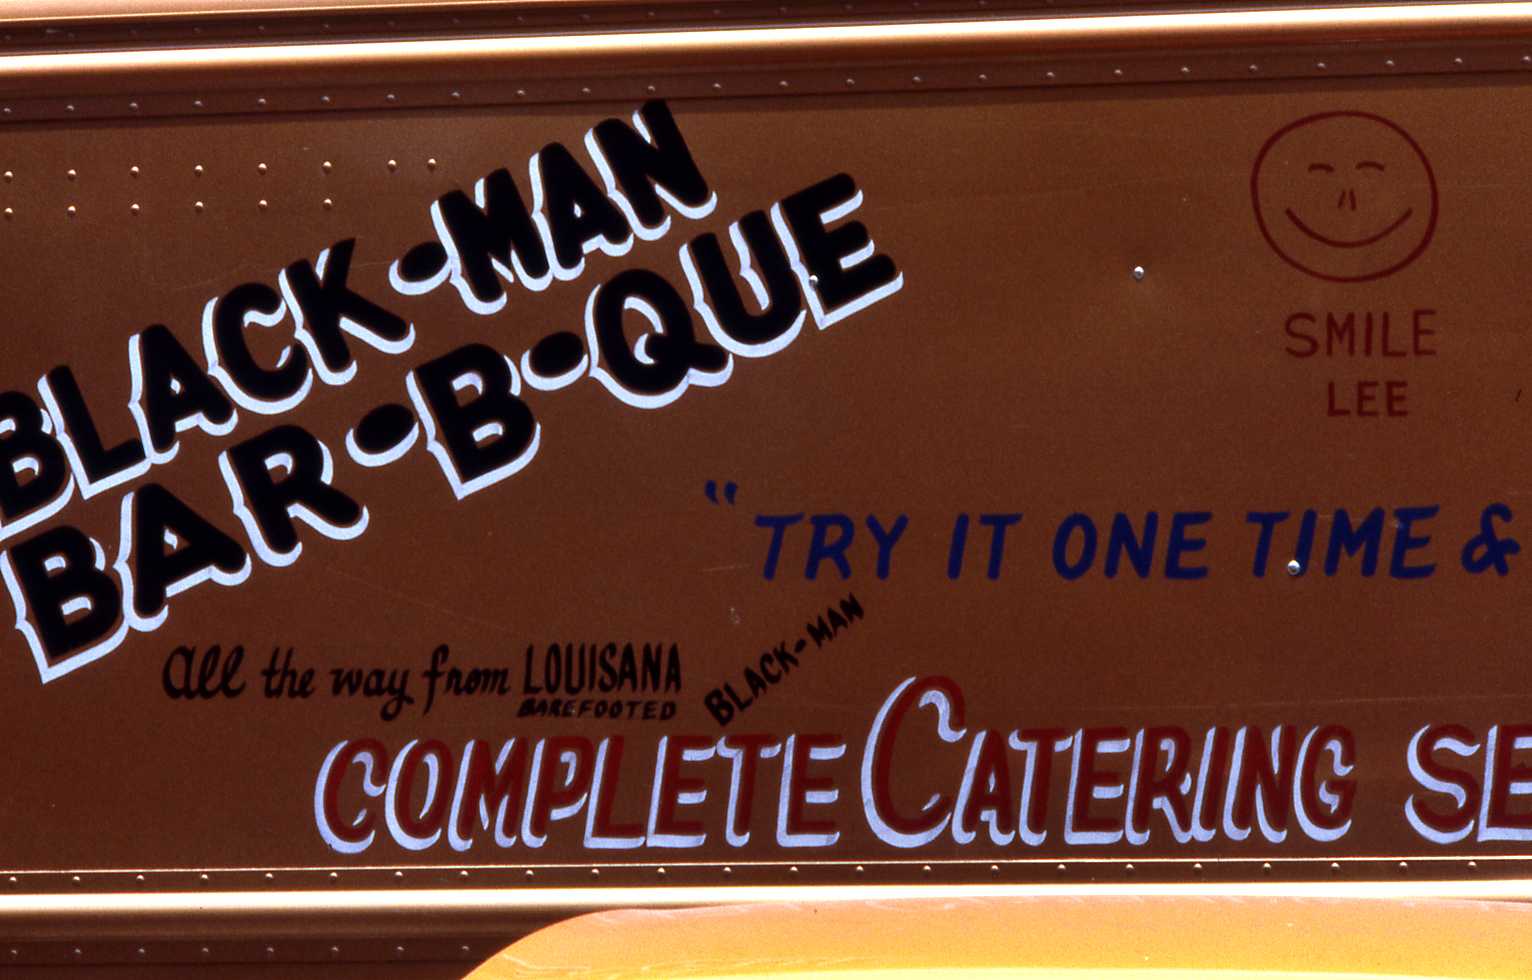 BLACK-MAN
BAR-B-QUE
SMILE
LEE
"TRY IT ONE TIME &
All the way from LOUISANA
BAREFOOTED
BLACK-MAN
COMPLETE CATERING SE